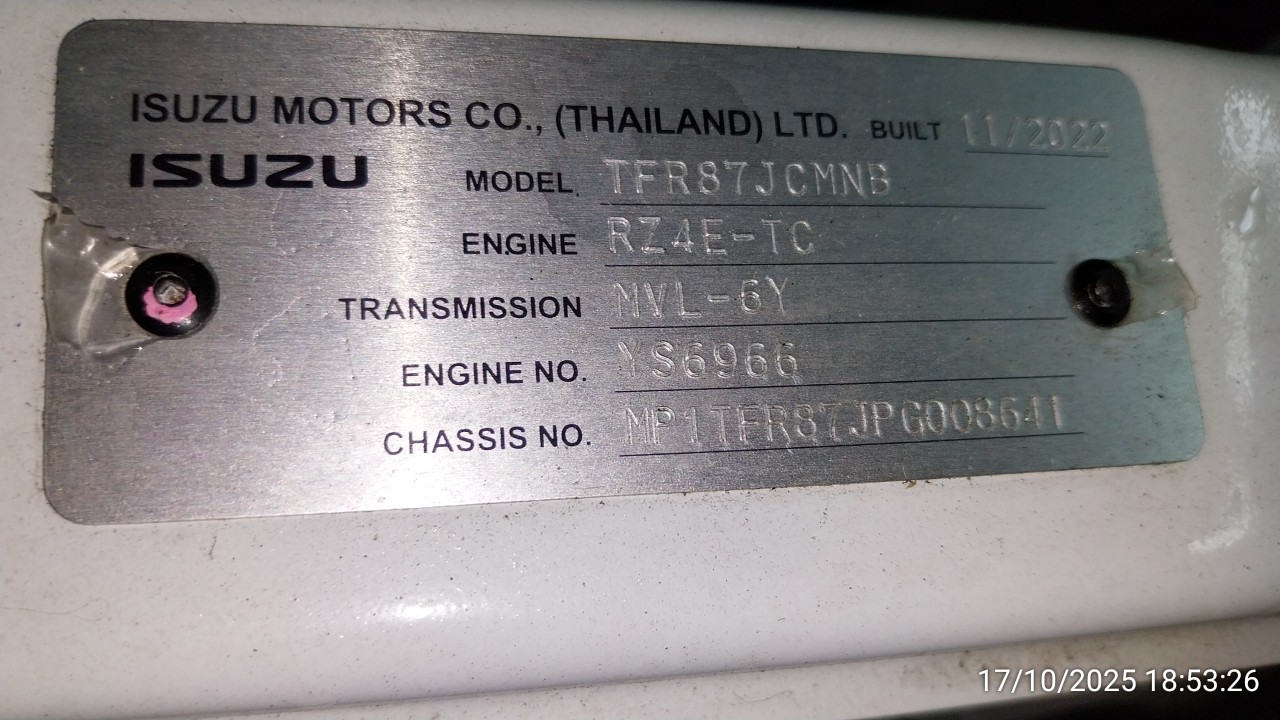 ISUZU MOTORS CO., (THAILAND) LTD. BUILT 11/2022
ISUZU
MODEL. TFR87JCMNB
ENGINE RZ4E-TC
TRANSMISSION MVL-6Y
ENGINE NO. YS6966
CHASSIS NO. MP1TFR87JPG008641
17/10/2025 18:53:26